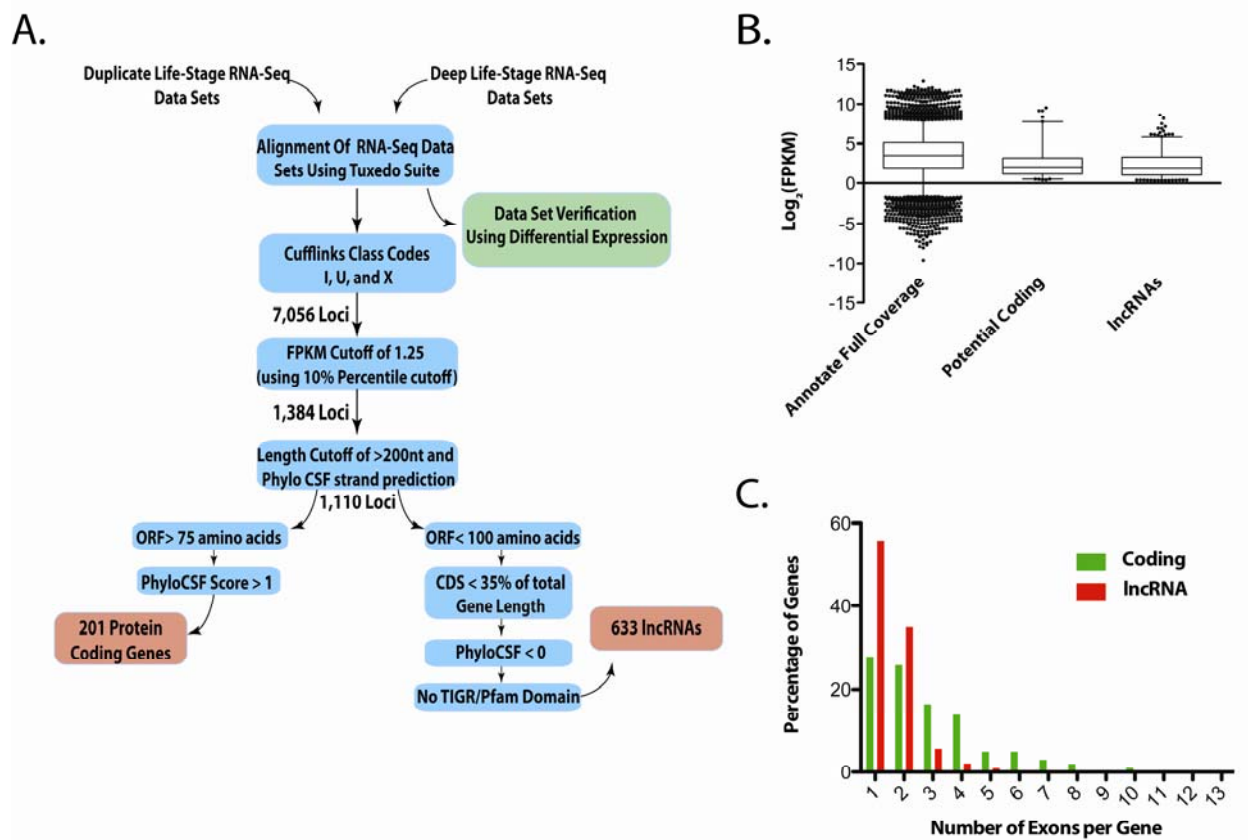 A.
Duplicate Life-Stage RNA-Seq
Data Sets
Deep Life-Stage RNA-Seq
Data Sets
Alignment Of RNA-Seq Data
Sets Using Tuxedo Suite
Data Set Verification
Using Differential Expression
Cufflinks Class Codes
I, U, and X
7,056 Loci
FPKM Cutoff of 1.25
(using 10% Percentile cutoff)
1,384 Loci
Length Cutoff of >200nt and
Phylo CSF strand prediction
1,110 Loci
ORF> 75 amino acids
PhyloCSF Score > 1
201 Protein
Coding Genes
ORF< 100 amino acids
CDS < 35% of total
Gene Length
PhyloCSF < 0
No TIGR/Pfam Domain
633 lncRNAs
B.
Log2(FPKM)
15
10
5
0
-5
-10
-15
Annotate Full Coverage
Potential Coding
lncRNAs
C.
Percentage of Genes
60
40
20
0
Coding
lncRNA
1 2 3 4 5 6 7 8 9 10 11 12 13
Number of Exons per Gene